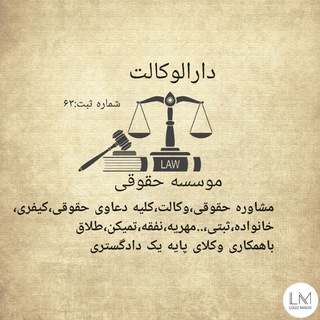 دارالوکالت
شماره ثبت:۶۲
LAW
موسسه حقوقی
مشاوره حقوقی،وکالت،کلیه دعاوی حقوقی،کیفری،
خانواده،ثبتی،..مهریه،نفقه،تمیکن،طلاق
باهمکاری وکلای پایه یک دادگستری
LM
LOGO MAKER